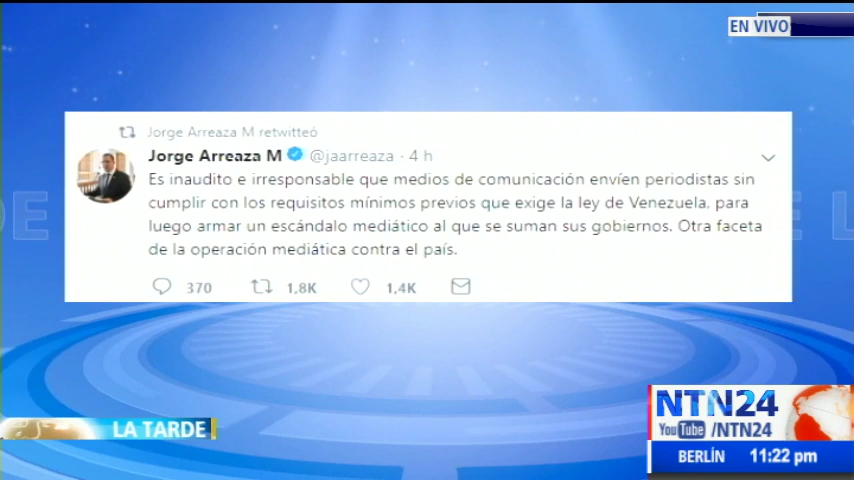 EN VIVO
Jorge Arreaza M retwitteó
Jorge Arreaza M @jaarreaza · 4 h
Es inaudito e irresponsable que medios de comunicación envíen periodistas sin
cumplir con los requisitos mínimos previos que exige la ley de Venezuela, para
luego armar un escándalo mediático al que se suman sus gobiernos. Otra faceta
de la operación mediática contra el país.
370 1,8K 1,4K
LA TARDE
NTN24
YouTube /NTN24
BERLÍN 11:22 pm